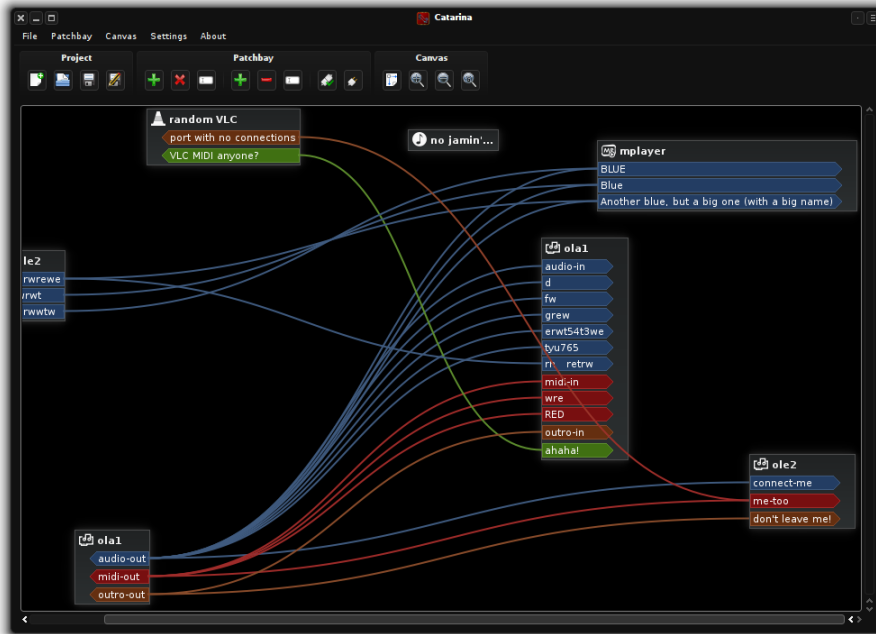 Catarina
File Patchbay Canvas Settings About
Project Patchbay Canvas
random VLC
port with no connections
VLC MIDI anyone?
no jamin'...
mplayer
BLUE
Blue
Another blue, but a big one (with a big name)
le2
rwrewe
rwwtw
ola1
audio-in
d
fw
grew
erwt54t3we
tyu765
retrw
midi-in
wre
RED
outro-in
ahaha!
ole2
connect-me
me-too
don't leave me!
ola1
audio-out
midi-out
outro-out